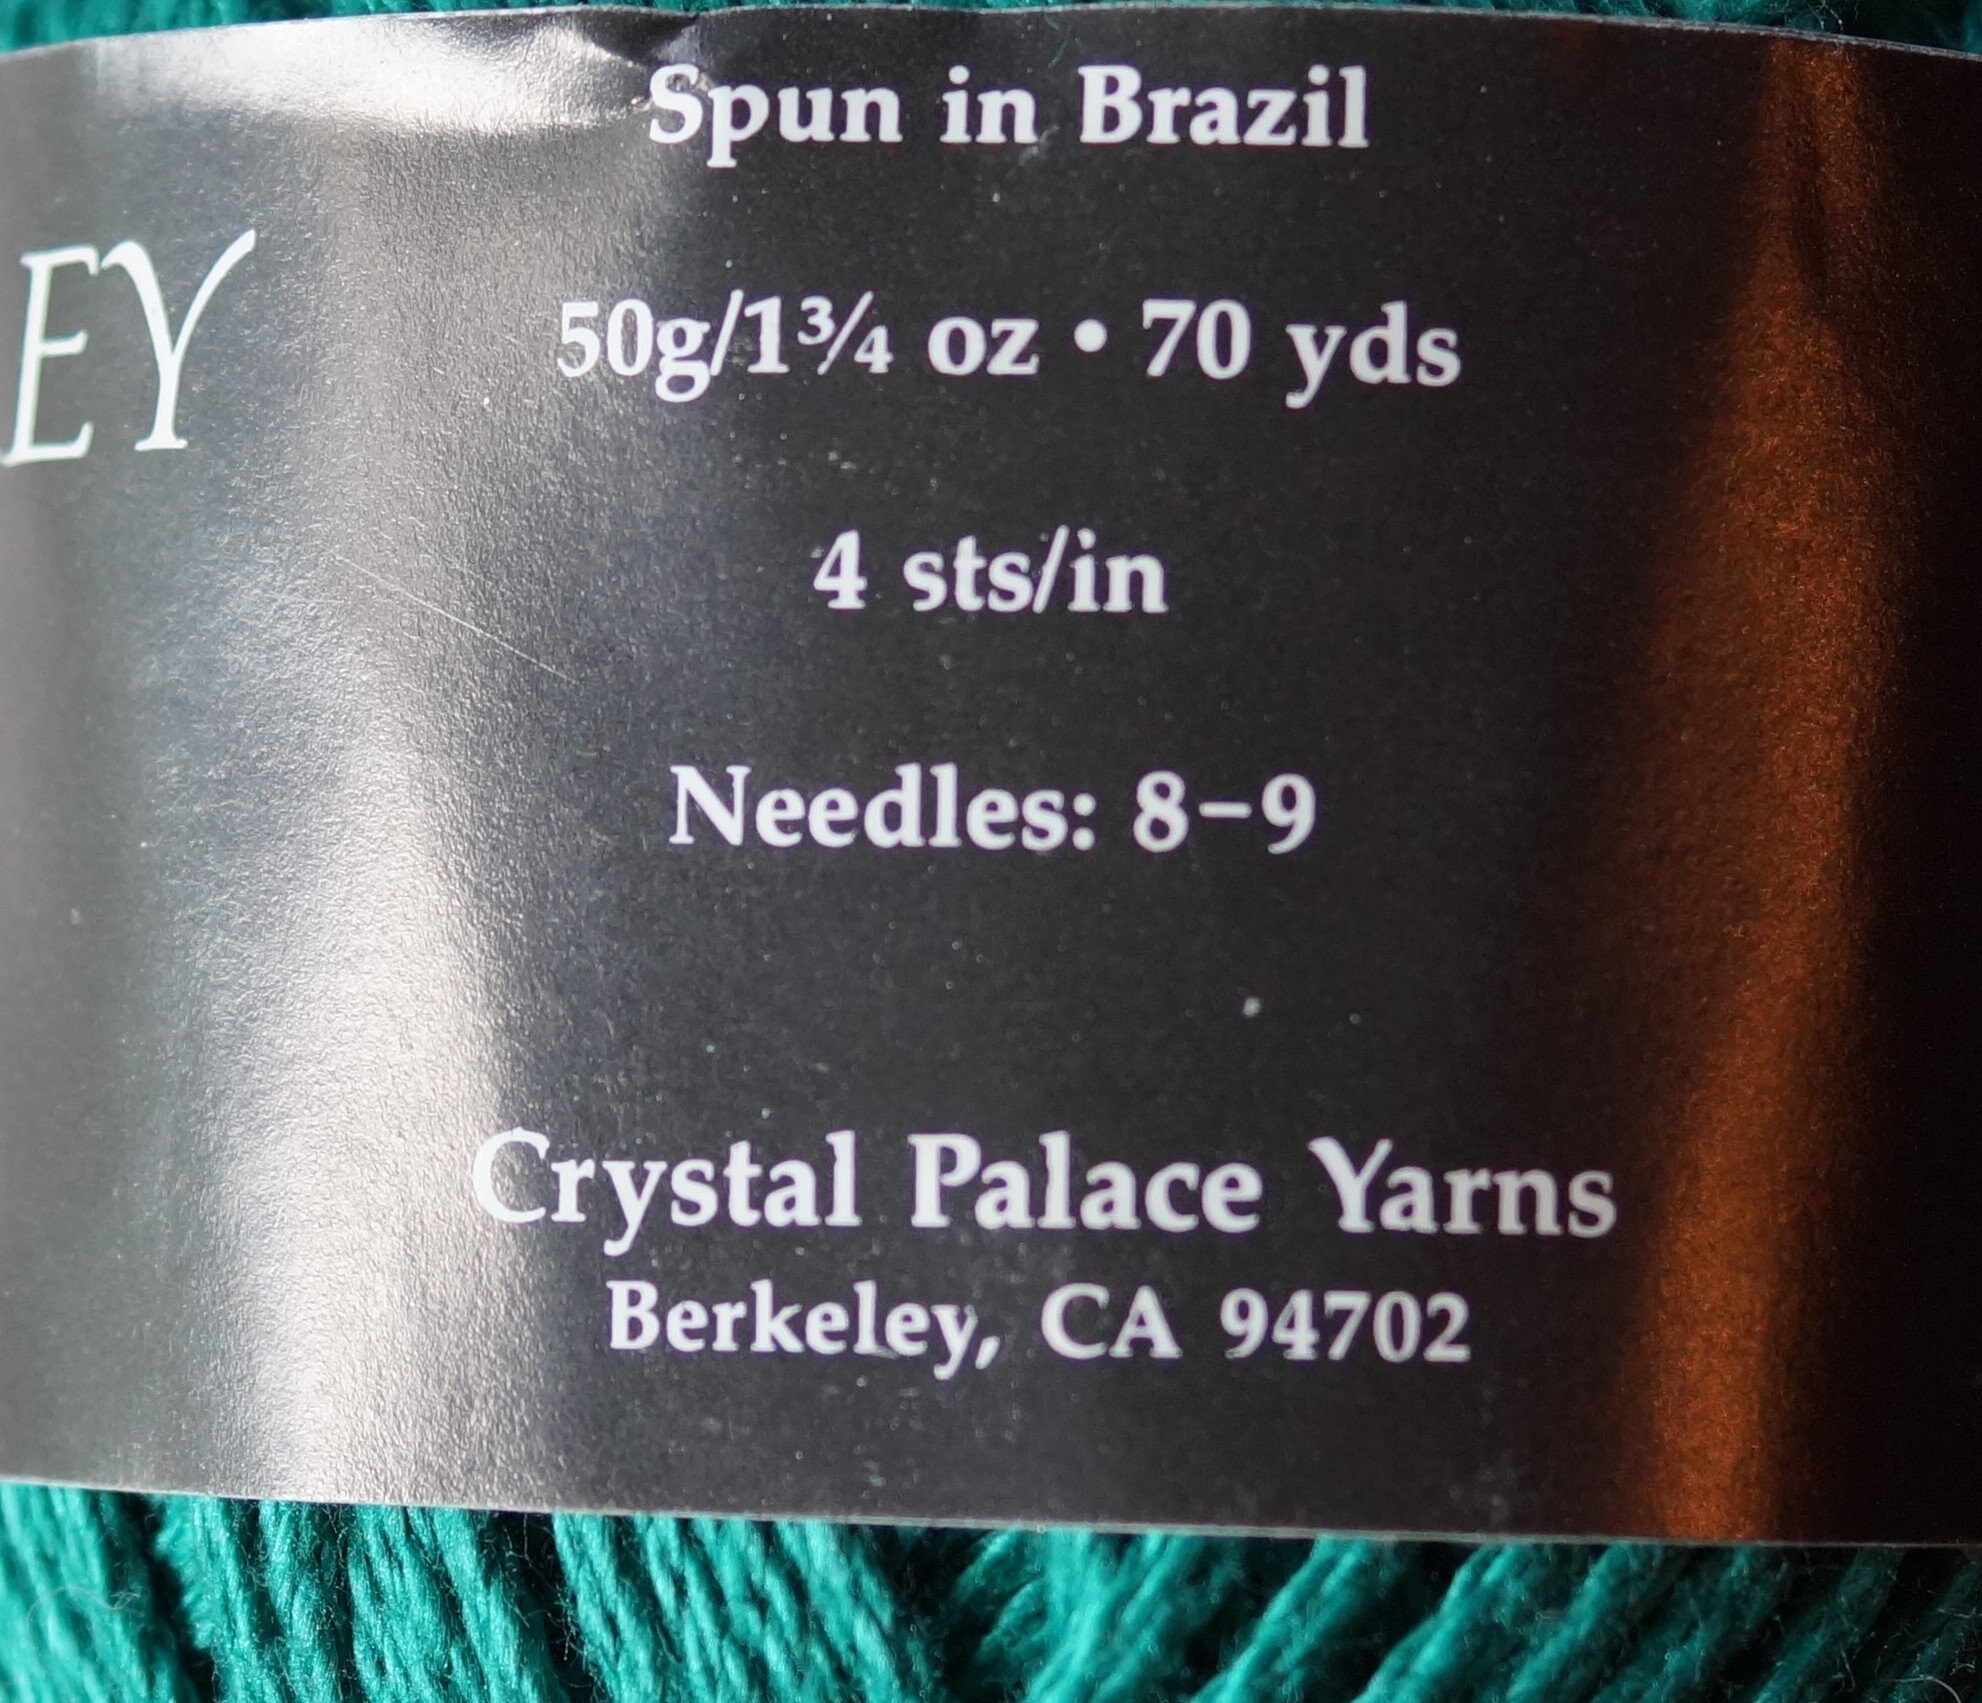 Spun in Brazil
EY
50g/1¾ oz • 70 yds
4 sts/in
Needles: 8–9
Crystal Palace Yarns
Berkeley, CA 94702